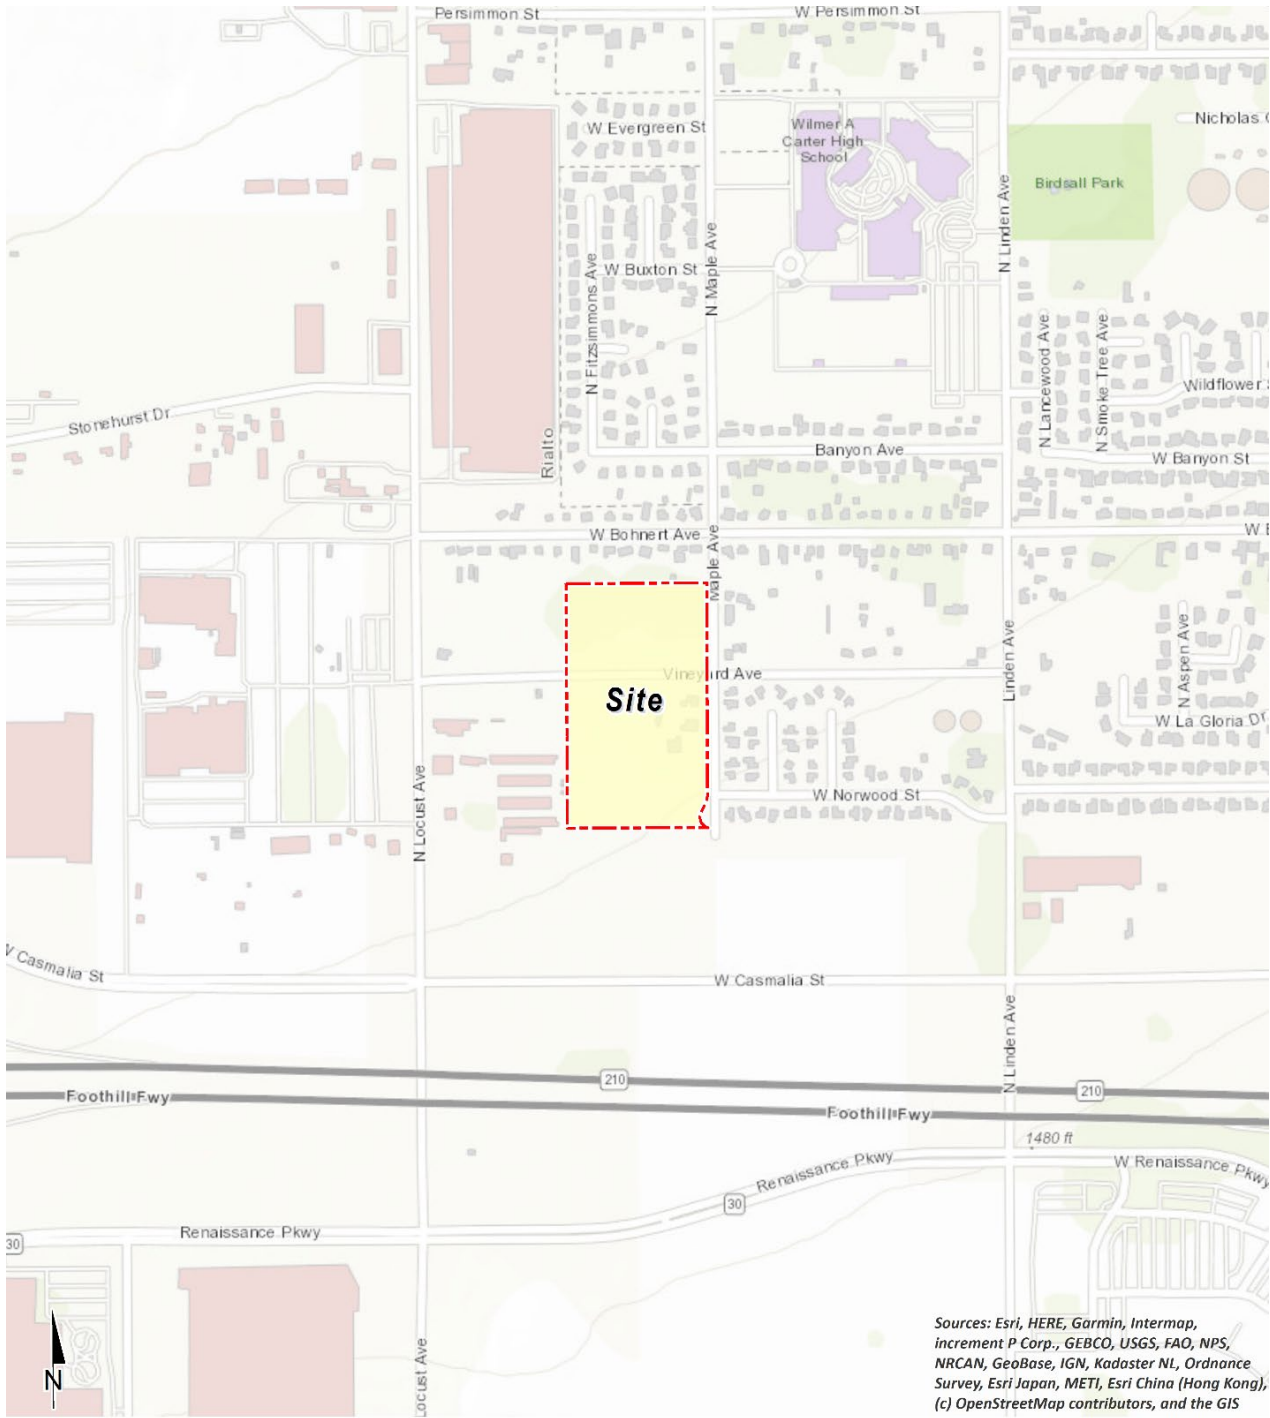 Persimmon St
W Persimmon St
Nicholas
W Evergreen St
Wilmer A
Carter High
School
Birdsall Park
N Linden Ave
N Maple Ave
W Buxton St
N Fitzsimmons Ave
N Lancewood Ave
N Smoke Tree Ave
Wildflower
Stonehurst Dr
Rialto
Banyon Ave
W Banyon St
W Bohnert Ave
Maple Ave
Linden Ave
N Aspen Ave
Vineyard Ave
Site
W La Gloria Dr
N Locust Ave
W Norwood St
W Casmalia St
W Casmalia St
N Linden Ave
210
210
Foothill Fwy
Foothill Fwy
1480 ft
Renaissance Pkwy
W Renaissance Pkwy
30
Renaissance Pkwy
30
Locust Ave
N
Sources: Esri, HERE, Garmin, Intermap,
increment P Corp., GEBCO, USGS, FAO, NPS,
NRCAN, GeoBase, IGN, Kadaster NL, Ordnance
Survey, Esri Japan, METI, Esri China (Hong Kong),
(c) OpenStreetMap contributors, and the GIS